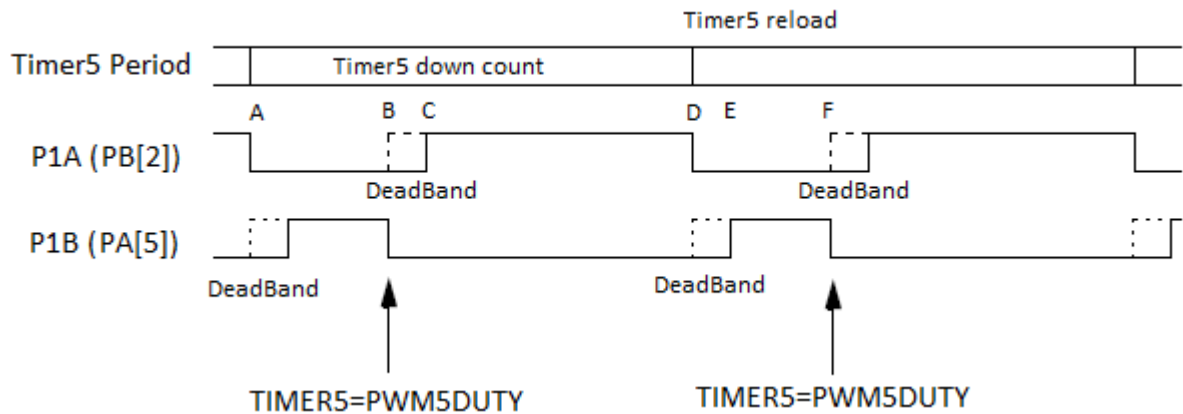 Timer5 reload
Timer5 Period
Timer5 down count
A B C D E F
P1A (PB[2])
DeadBand DeadBand
P1B (PA[5])
DeadBand DeadBand
TIMER5=PWM5DUTY TIMER5=PWM5DUTY